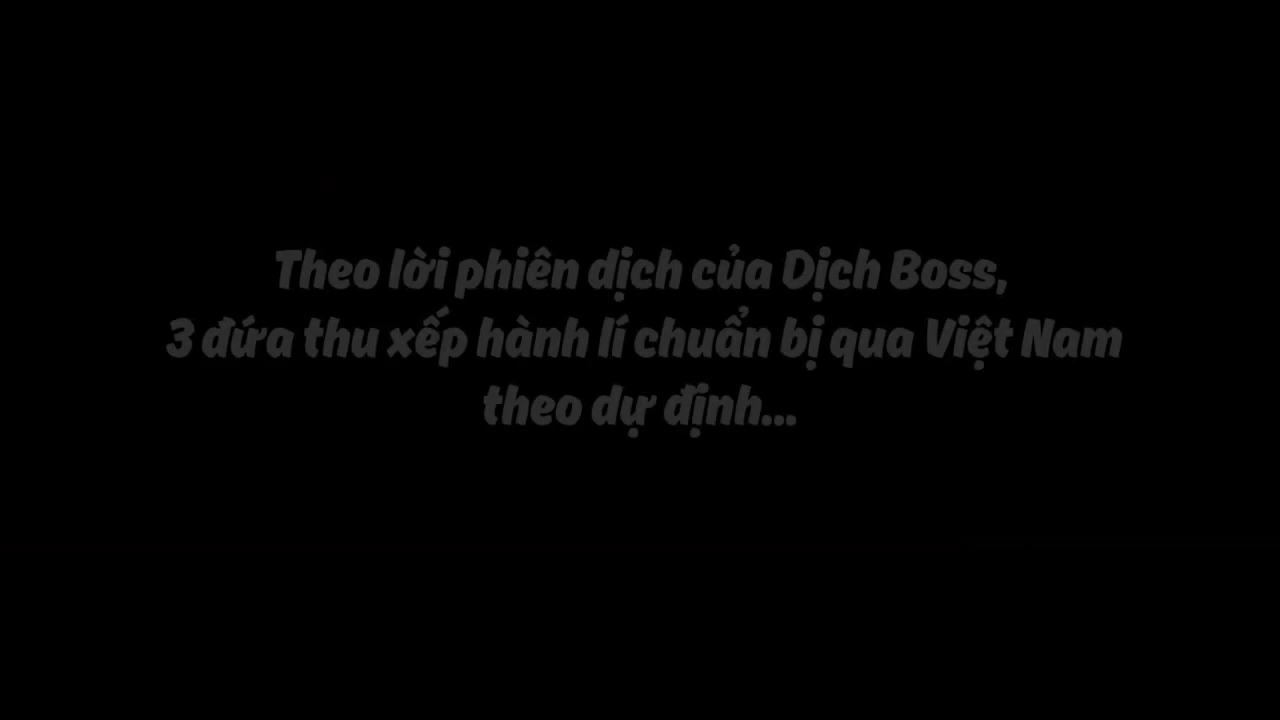 Theo lời phiên dịch của Dịch Boss,
3 đứa thu xếp hành lí chuẩn bị qua Việt Nam
theo dự định...